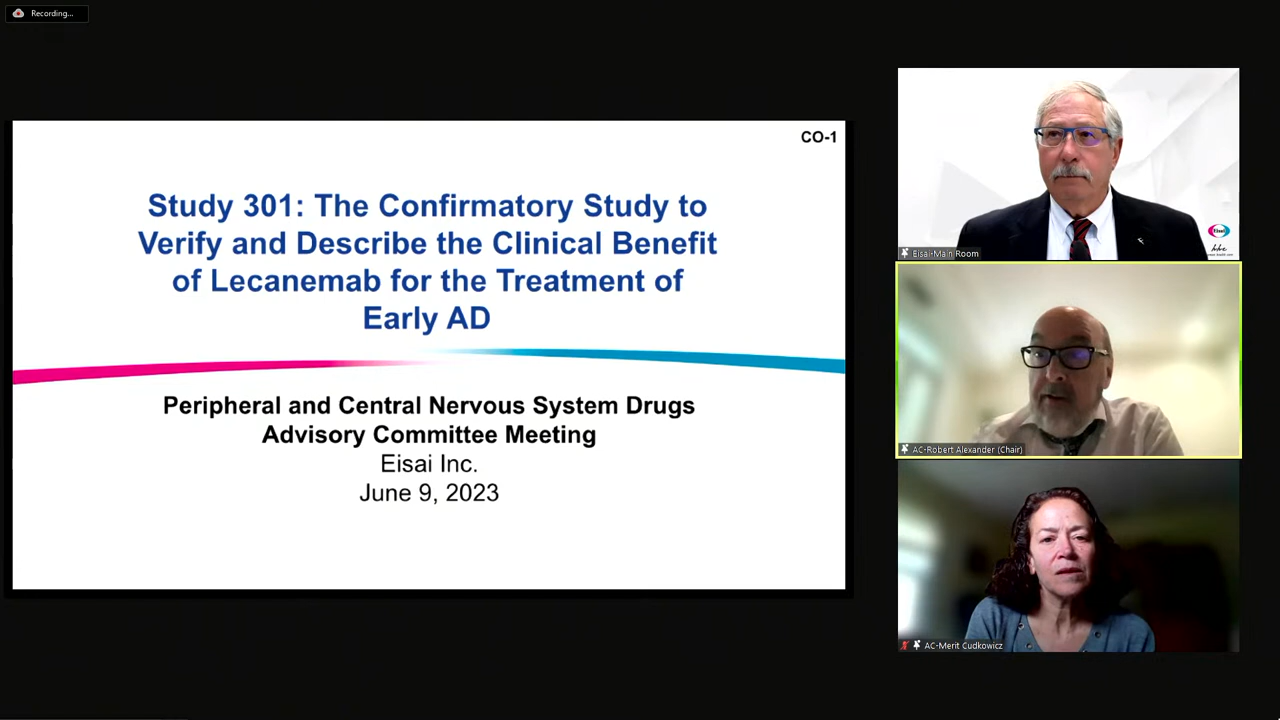 Recording...
CO-1
Study 301: The Confirmatory Study to
Verify and Describe the Clinical Benefit
of Lecanemab for the Treatment of
Early AD
Peripheral and Central Nervous System Drugs
Advisory Committee Meeting
Eisai Inc.
June 9, 2023
Eisai
hhc
Eisai-Main Room
AC-Robert Alexander (Chair)
AC-Merit Cudkowicz